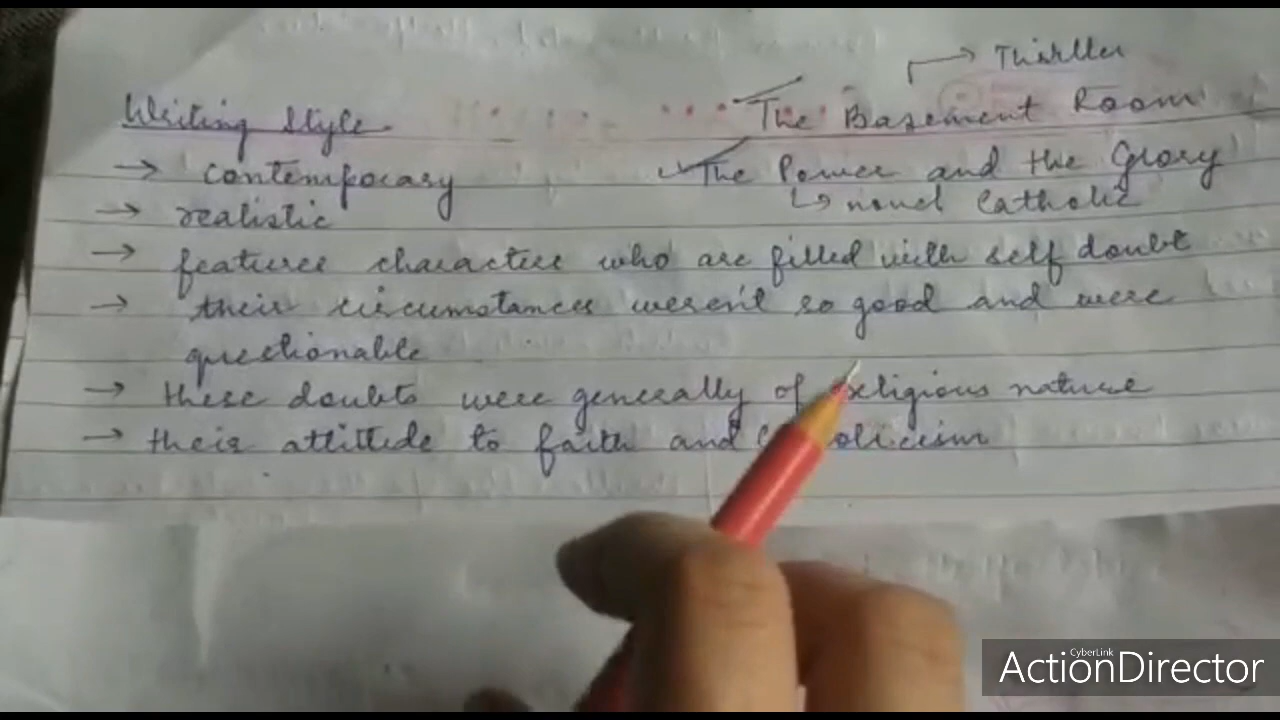 Thriller
Writing Style
The Basement Room
→ contemporary
The Power and the Glory
↳ novel Catholic
→ realistic
→ features characters who are filled with self doubt
→ their circumstances weren't so good and were
questionable
→ these doubts were generally of religious nature
→ their attitude to faith and
CyberLink
ActionDirector